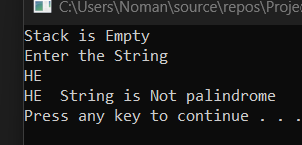 C:\Users\Noman\source\repos\Proje
Stack is Empty
Enter the String
HE
HE  String is Not palindrome
Press any key to continue . . .